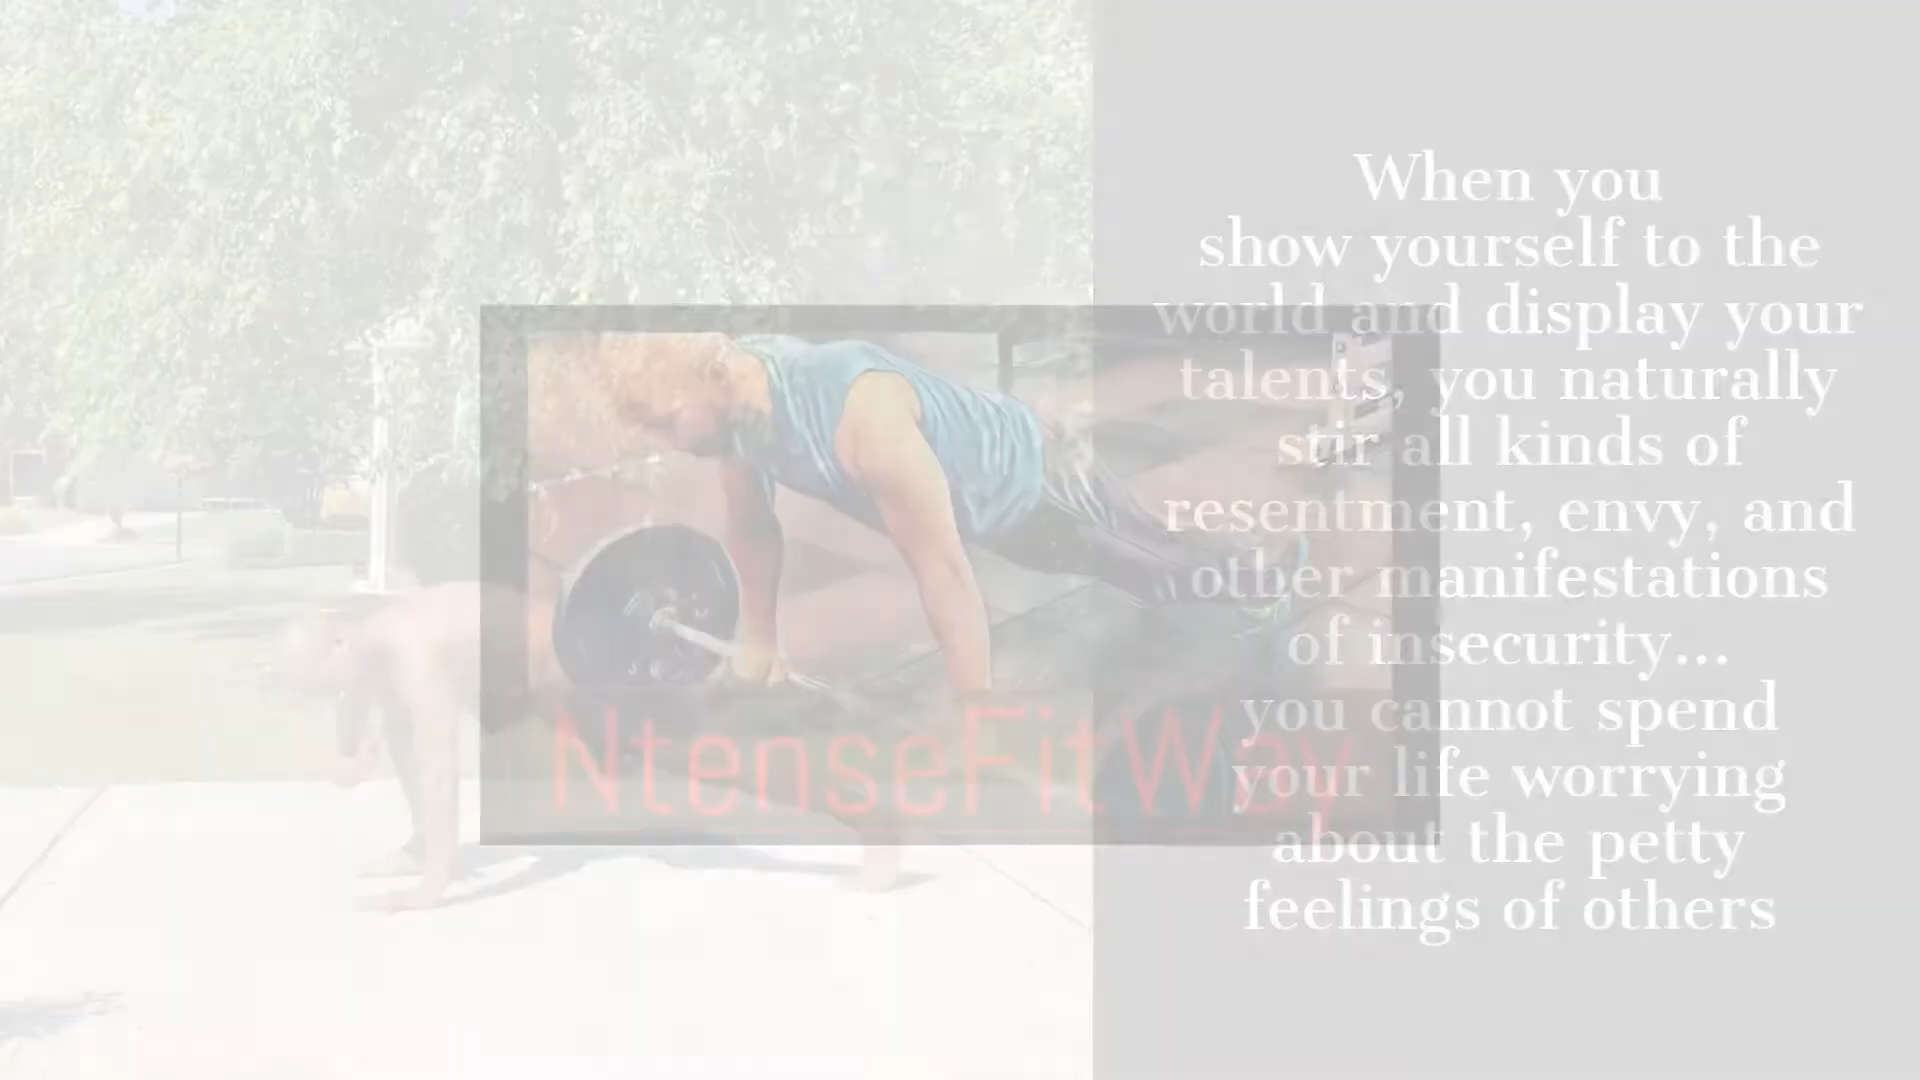 When you
show yourself to the
world and display your
talents, you naturally
stir all kinds of
resentment, envy, and
other manifestations
of insecurity...
you cannot spend
your life worrying
about the petty
feelings of others
NtenseFitWay